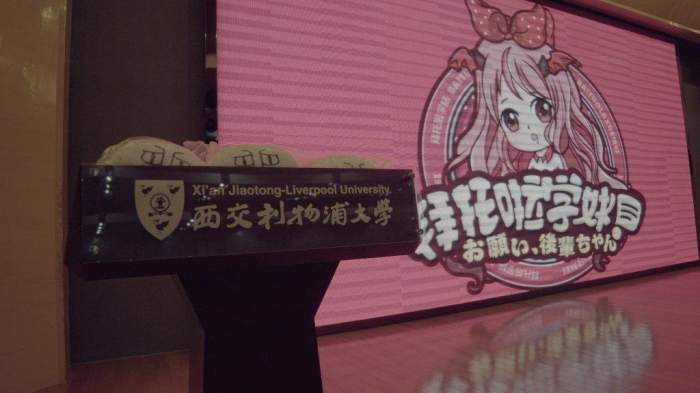 Xi'an Jiaotong-Liverpool University
西交利物浦大學
拜托啦学妹
お願い、後輩ちゃん